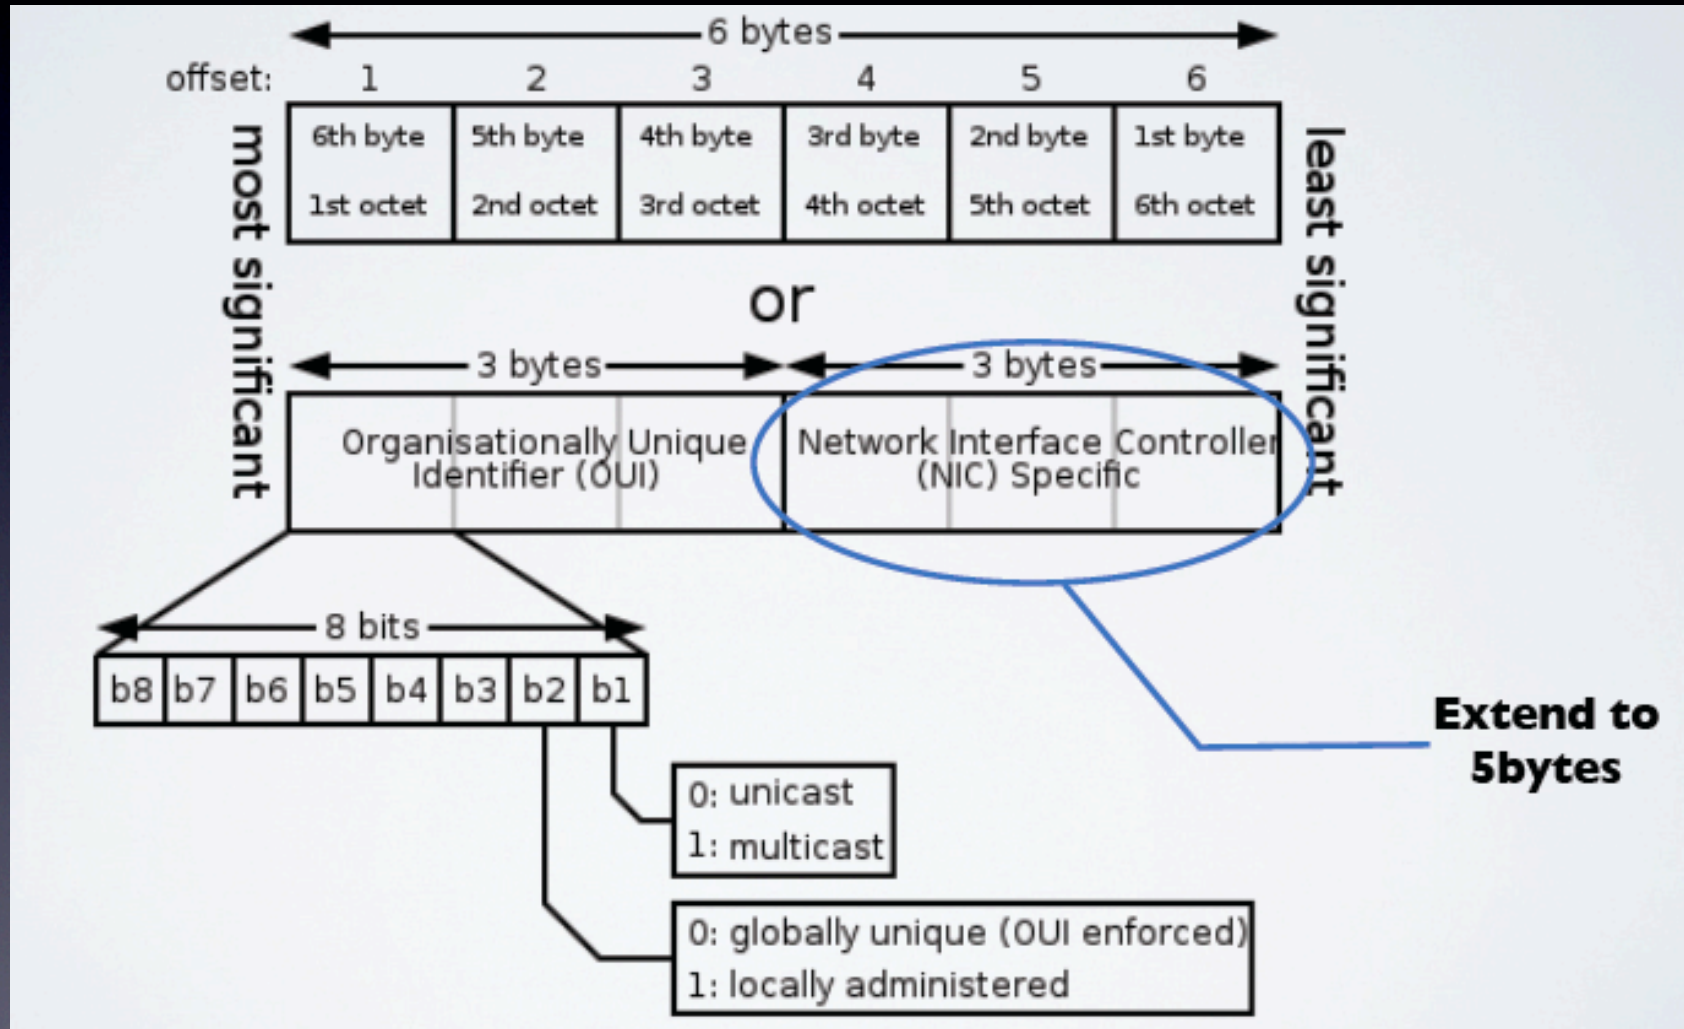 6 bytes
offset: 1 2 3 4 5 6
most significant
6th byte 5th byte 4th byte 3rd byte 2nd byte 1st byte
1st octet 2nd octet 3rd octet 4th octet 5th octet 6th octet
least significant
or
3 bytes 3 bytes
Organisationally Unique
Identifier (OUI)
Network Interface Controller
(NIC) Specific
8 bits
b8 b7 b6 b5 b4 b3 b2 b1
Extend to
5bytes
0: unicast
1: multicast
0: globally unique (OUI enforced)
1: locally administered